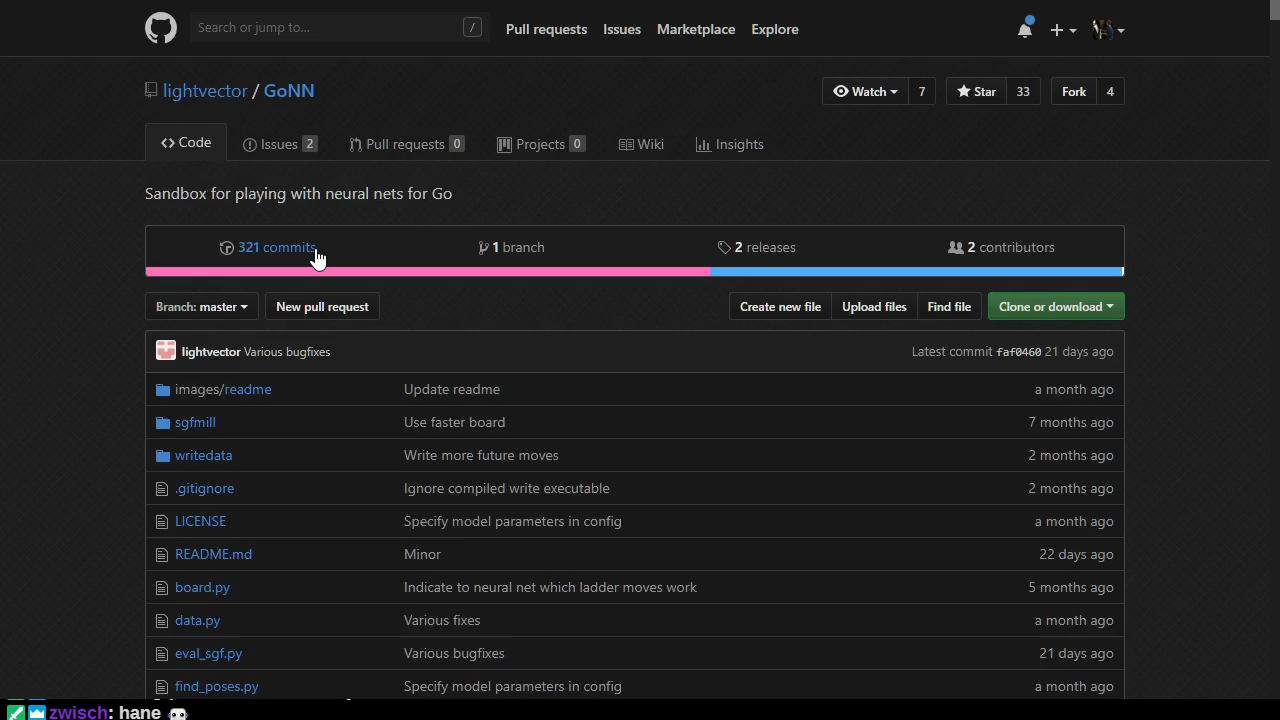 Search or jump to... / Pull requests Issues Marketplace Explore
lightvector / GoNN Watch 7 Star 33 Fork 4
Code Issues 2 Pull requests 0 Projects 0 Wiki Insights
Sandbox for playing with neural nets for Go
321 commits 1 branch 2 releases 2 contributors
Branch: master New pull request Create new file Upload files Find file Clone or download
lightvector Various bugfixes Latest commit faf0460 21 days ago
images/readme Update readme a month ago
sgfmill Use faster board 7 months ago
writedata Write more future moves 2 months ago
.gitignore Ignore compiled write executable 2 months ago
LICENSE Specify model parameters in config a month ago
README.md Minor 22 days ago
board.py Indicate to neural net which ladder moves work 5 months ago
data.py Various fixes a month ago
eval_sgf.py Various bugfixes 21 days ago
find_poses.py Specify model parameters in config a month ago
zwisch: hane